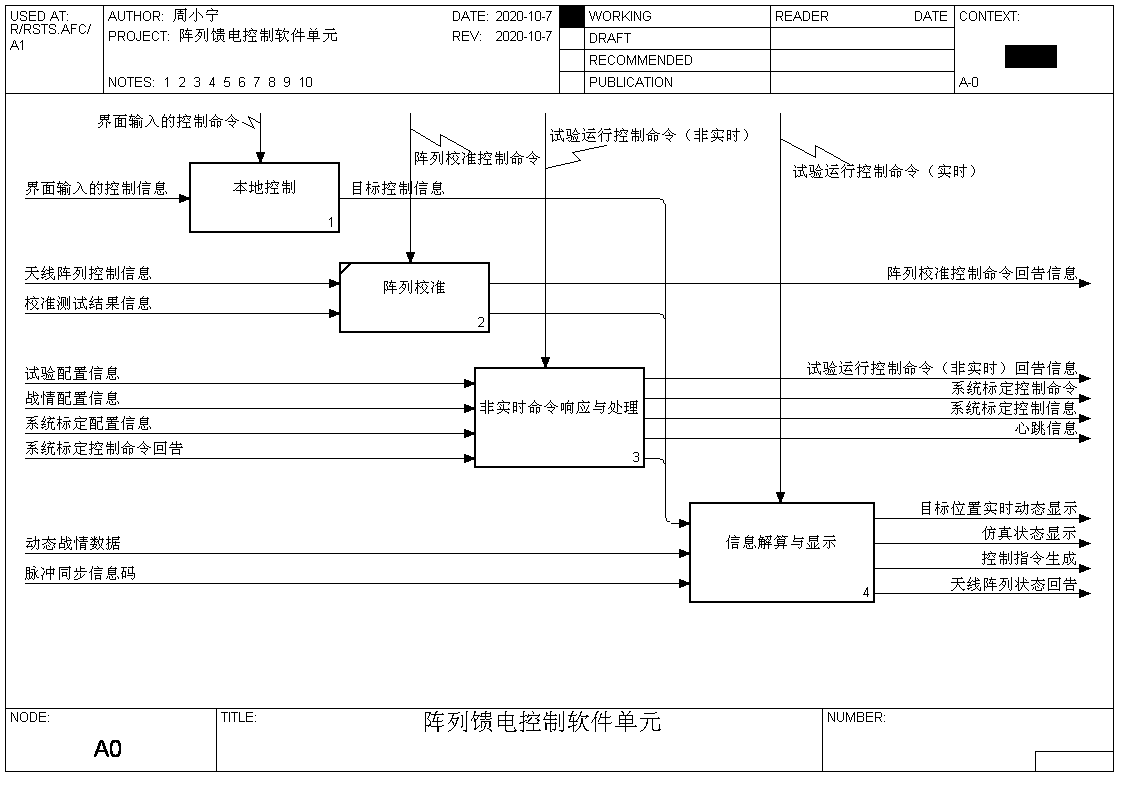 USED AT:
R/RSTS.AFC/
A1
AUTHOR: 周小宁
DATE: 2020-10-7
PROJECT: 阵列馈电控制软件单元
REV: 2020-10-7
NOTES: 1 2 3 4 5 6 7 8 9 10
WORKING
DRAFT
RECOMMENDED
PUBLICATION
READER DATE
CONTEXT:
A-0
界面输入的控制命令
阵列校准控制命令
试验运行控制命令（非实时）
试验运行控制命令（实时）
界面输入的控制信息
本地控制
1
目标控制信息
天线阵列控制信息
校准测试结果信息
阵列校准
2
阵列校准控制命令回告信息
试验配置信息
战情配置信息
系统标定配置信息
系统标定控制命令回告
非实时命令响应与处理
3
试验运行控制命令（非实时）回告信息
系统标定控制命令
系统标定控制信息
心跳信息
动态战情数据
脉冲同步信息码
信息解算与显示
4
目标位置实时动态显示
仿真状态显示
控制指令生成
天线阵列状态回告
NODE:
A0
TITLE:
阵列馈电控制软件单元
NUMBER: